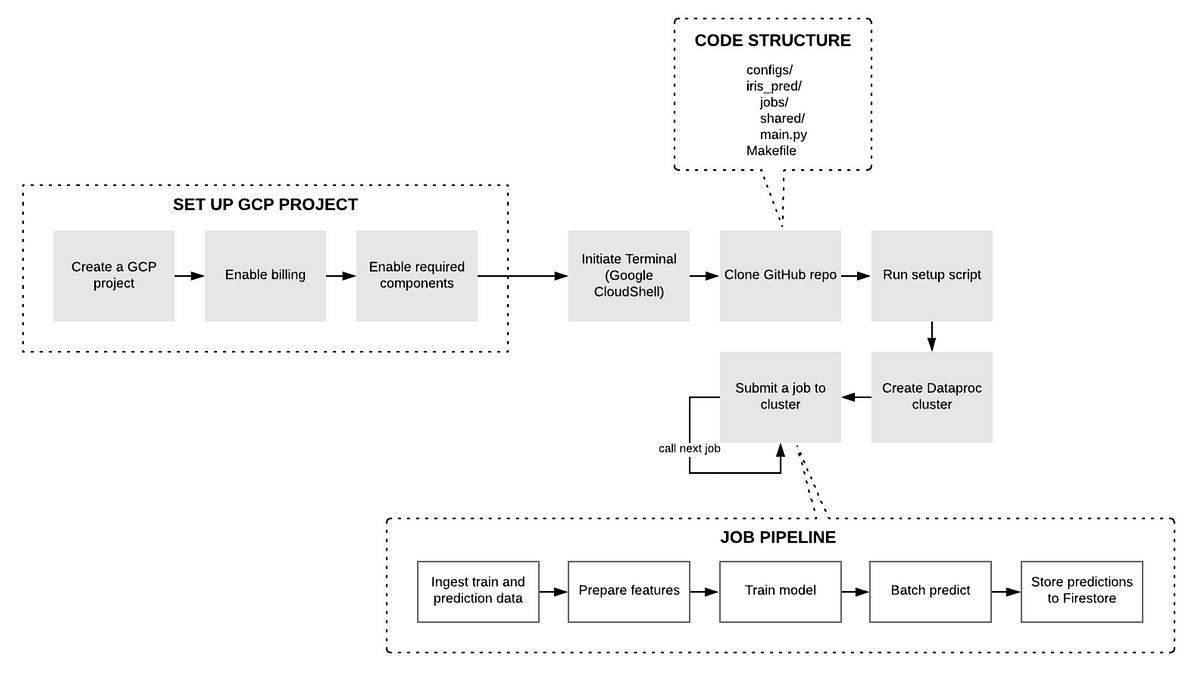 CODE STRUCTURE
configs/
iris_pred/
jobs/
shared/
main.py
Makefile
SET UP GCP PROJECT
Create a GCP
project
Enable billing
Enable required
components
Initiate Terminal
(Google
CloudShell)
Clone GitHub repo
Run setup script
Submit a job to
cluster
Create Dataproc
cluster
call next job
JOB PIPELINE
Ingest train and
prediction data
Prepare features
Train model
Batch predict
Store predictions
to Firestore